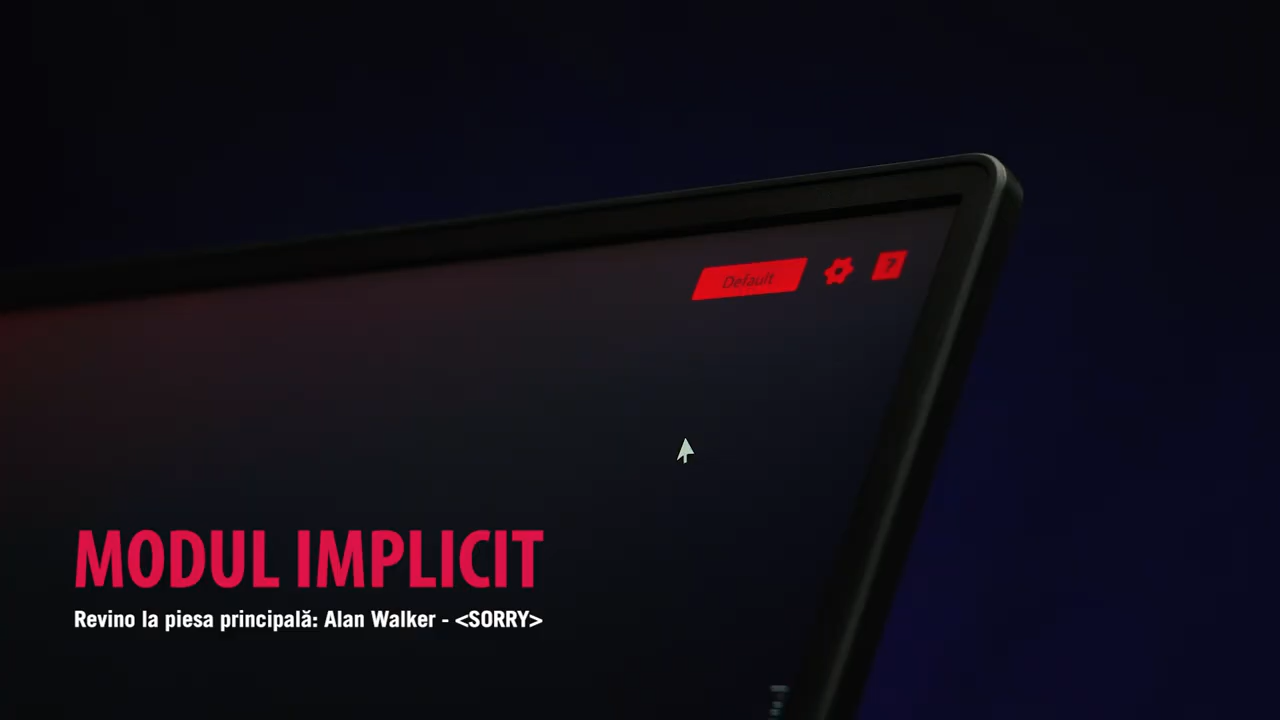 Default
?
MODUL IMPLICIT
Revino la piesa principală: Alan Walker - <SORRY>